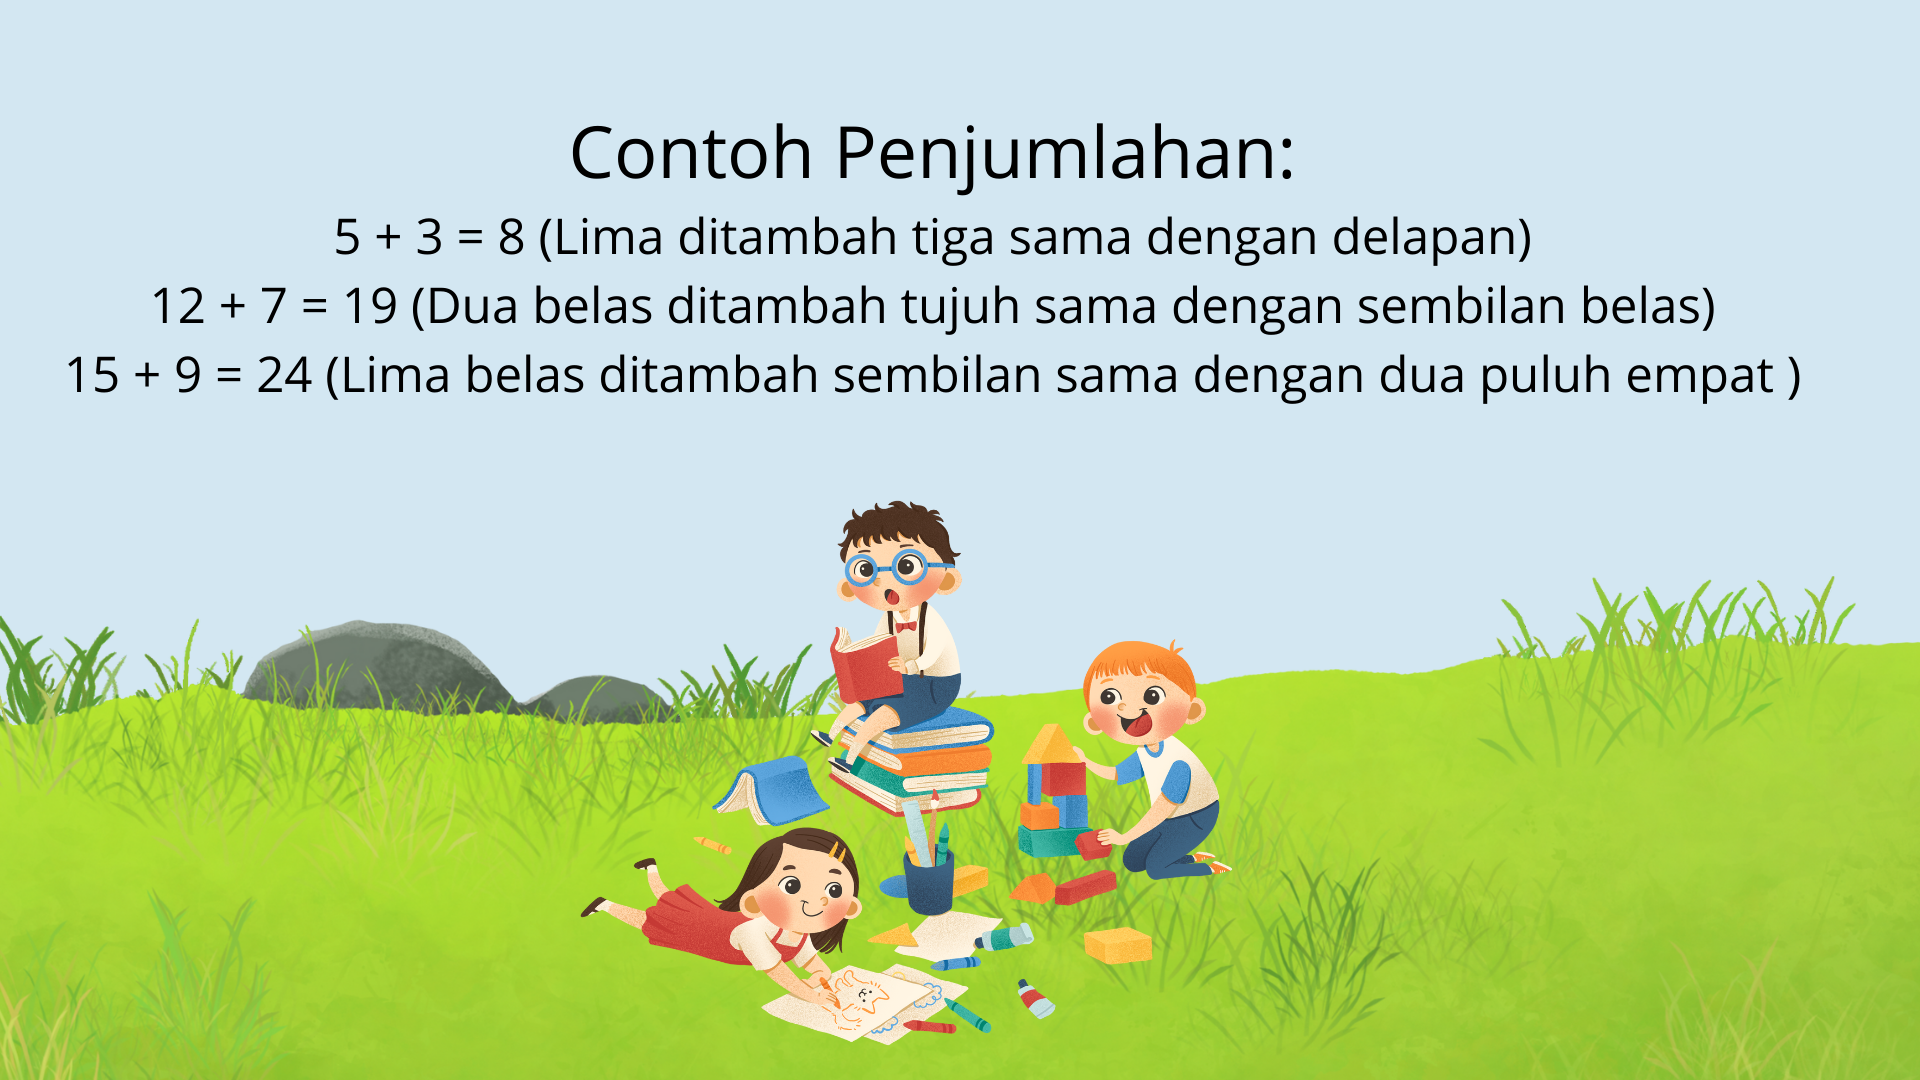 Contoh Penjumlahan:
5 + 3 = 8 (Lima ditambah tiga sama dengan delapan)
12 + 7 = 19 (Dua belas ditambah tujuh sama dengan sembilan belas)
15 + 9 = 24 (Lima belas ditambah sembilan sama dengan dua puluh empat )